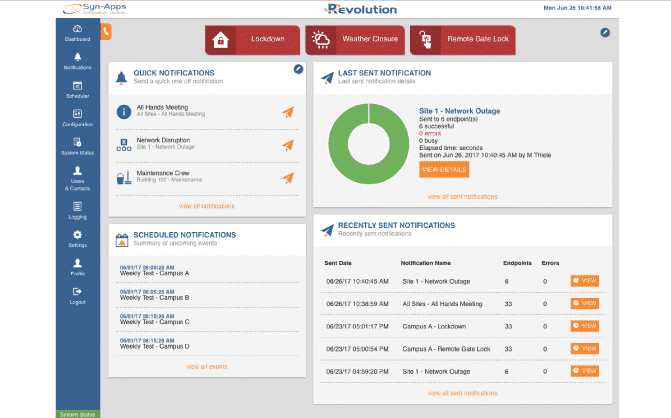 Syn-Apps
Revolution
Mon Jun 26 10:41:58 AM
Dashboard
Notifications
Scheduler
Configuration
System Status
Users
& Contacts
Logging
Settings
Profile
Logout
System Status
Lockdown
Weather Closure
Remote Gate Lock
QUICK NOTIFICATIONS
Send a quick one off notification
All Hands Meeting
All Sites - All Hands Meeting
Network Disruption
Site 1 - Network Outage
Maintenance Crew
Building 102 - Maintenance
view all notifications
SCHEDULED NOTIFICATIONS
Summary of upcoming events
06/01/17 08:00:26 AM
Weekly Test - Campus A
06/01/17 08:05:26 AM
Weekly Test - Campus B
06/01/17 08:10:26 AM
Weekly Test - Campus C
06/01/17 08:15:26 AM
Weekly Test - Campus D
view all events
LAST SENT NOTIFICATION
Last sent notification details
Site 1 - Network Outage
Sent to 6 endpoint(s)
6 successful
0 errors
0 busy
Elapsed time: seconds
Sent on Jun 26, 2017 10:40:45 AM by M Thiele
VIEW DETAILS
view all sent notifications
RECENTLY SENT NOTIFICATIONS
Recently sent notifications
Sent Date Notification Name Endpoints Errors
06/26/17 10:40:45 AM Site 1 - Network Outage 6 0 VIEW
06/26/17 10:38:59 AM All Sites - All Hands Meeting 33 0 VIEW
06/23/17 05:01:17 PM Campus A - Lockdown 33 0 VIEW
06/23/17 05:00:54 PM Campus A - Remote Gate Lock 33 0 VIEW
06/23/17 04:59:20 PM Site 1 - Network Outage 6 0 VIEW
view all sent notifications